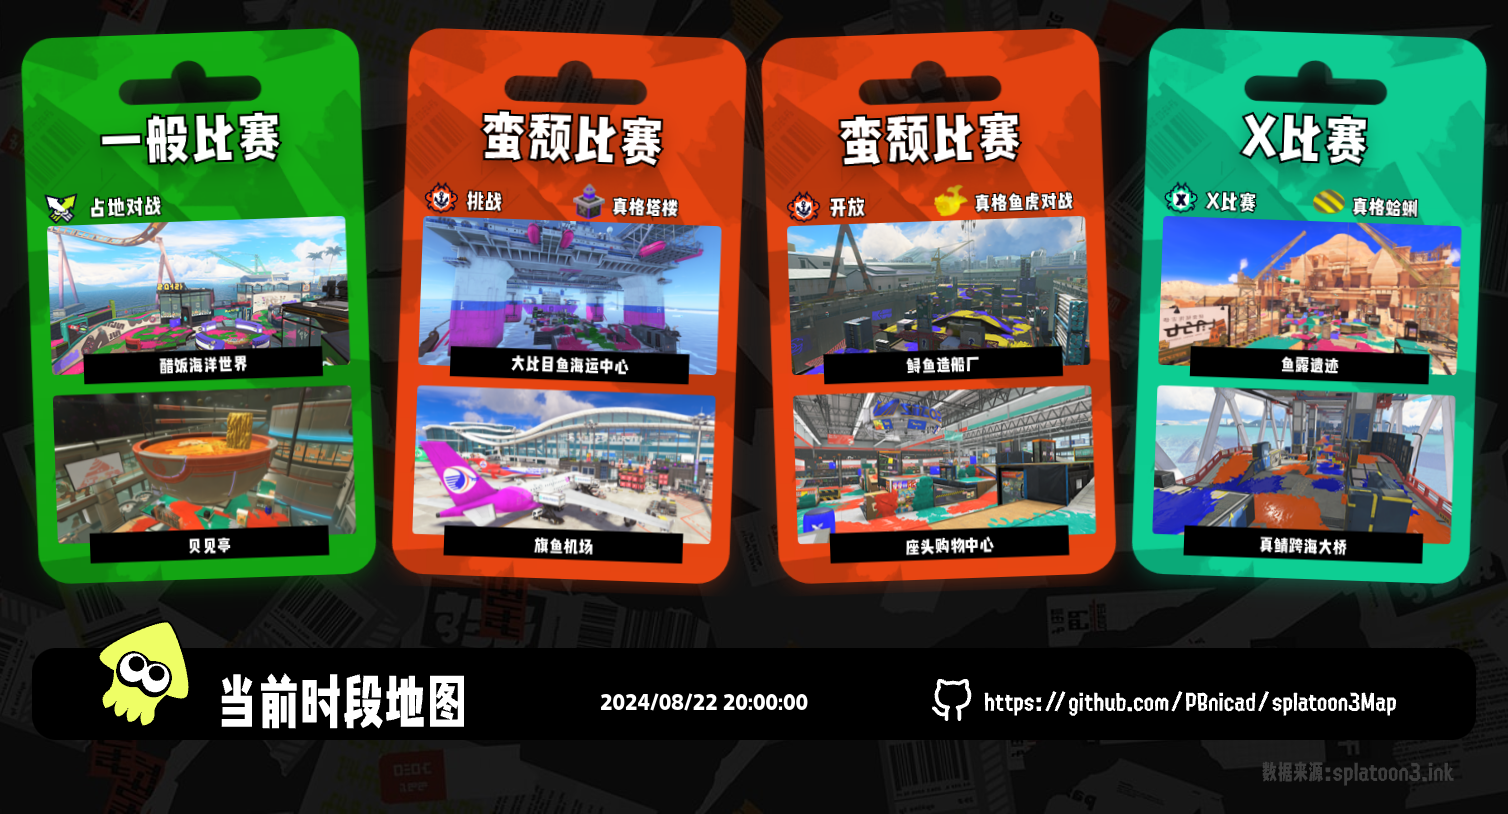 一般比赛
占地对战
醋饭海洋世界
贝贝亭
蛮颓比赛
挑战
真格塔楼
大比目鱼海运中心
旗鱼机场
蛮颓比赛
开放
真格鱼虎对战
鲟鱼造船厂
座头购物中心
X比赛
X比赛
真格蛤蜊
鱼露遗迹
真鲭跨海大桥
当前时段地图
2024/08/22 20:00:00
https://github.com/PBnicad/splatoon3Map
数据来源:splatoon3.ink